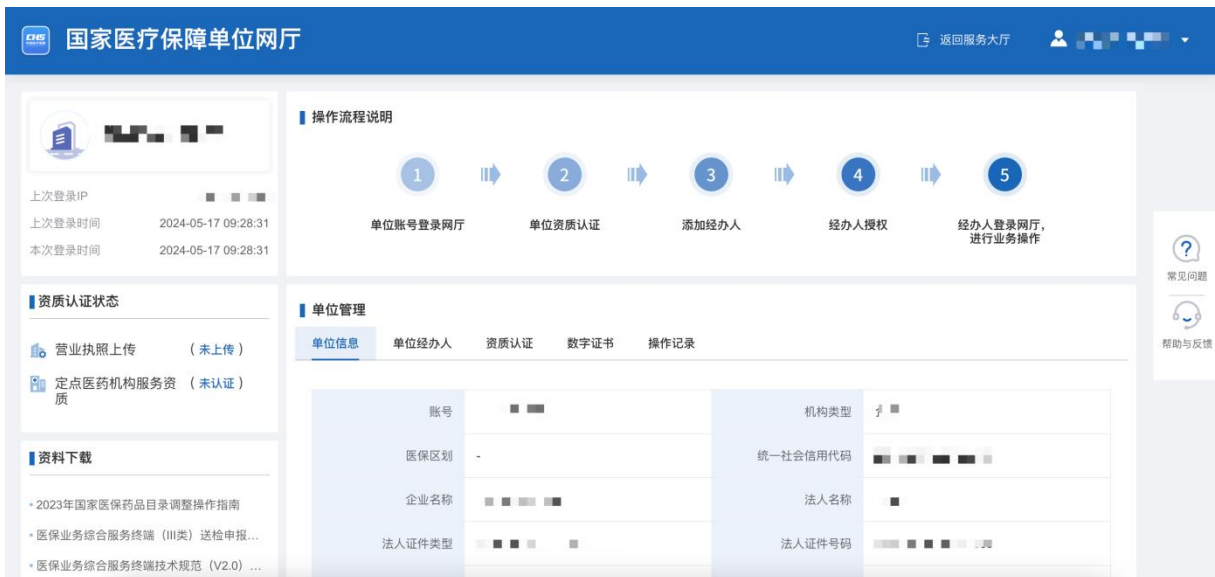 CHS
国家医疗保障单位网厅
返回服务大厅
上次登录IP
上次登录时间 2024-05-17 09:28:31
本次登录时间 2024-05-17 09:28:31
操作流程说明
1 2 3 4 5
单位账号登录网厅 单位资质认证 添加经办人 经办人授权 经办人登录网厅，
进行业务操作
常见问题
帮助与反馈
资质认证状态
营业执照上传 （未上传）
定点医药机构服务资 （未认证）
质
资料下载
• 2023年国家医保药品目录调整操作指南
• 医保业务综合服务终端（III类）送检申报...
• 医保业务综合服务终端技术规范（V2.0）...
单位管理
单位信息 单位经办人 资质认证 数字证书 操作记录
账号 机构类型
医保区划 - 统一社会信用代码
企业名称 法人名称
法人证件类型 法人证件号码